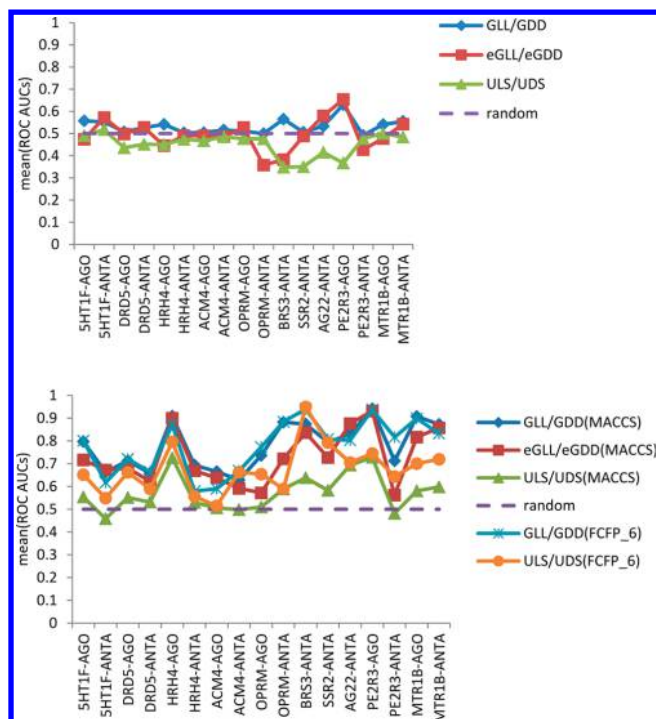 1
0.9
0.8
0.7
0.6
0.5
0.4
0.3
0.2
0.1
0
mean(ROC AUCs)
5HT1F-AGO
5HT1F-ANTA
DRD5-AGO
DRD5-ANTA
HRH4-AGO
HRH4-ANTA
ACM4-AGO
ACM4-ANTA
OPRM-AGO
OPRM-ANTA
BRS3-ANTA
SSR2-ANTA
AG22-ANTA
PE2R3-AGO
PE2R3-ANTA
MTR1B-AGO
MTR1B-ANTA
GLL/GDD
eGLL/eGDD
ULS/UDS
random
1
0.9
0.8
0.7
0.6
0.5
0.4
0.3
0.2
0.1
0
mean(ROC AUCs)
5HT1F-AGO
5HT1F-ANTA
DRD5-AGO
DRD5-ANTA
HRH4-AGO
HRH4-ANTA
ACM4-AGO
ACM4-ANTA
OPRM-AGO
OPRM-ANTA
BRS3-ANTA
SSR2-ANTA
AG22-ANTA
PE2R3-AGO
PE2R3-ANTA
MTR1B-AGO
MTR1B-ANTA
GLL/GDD(MACCS)
eGLL/eGDD(MACCS)
ULS/UDS(MACCS)
random
GLL/GDD(FCFP_6)
ULS/UDS(FCFP_6)